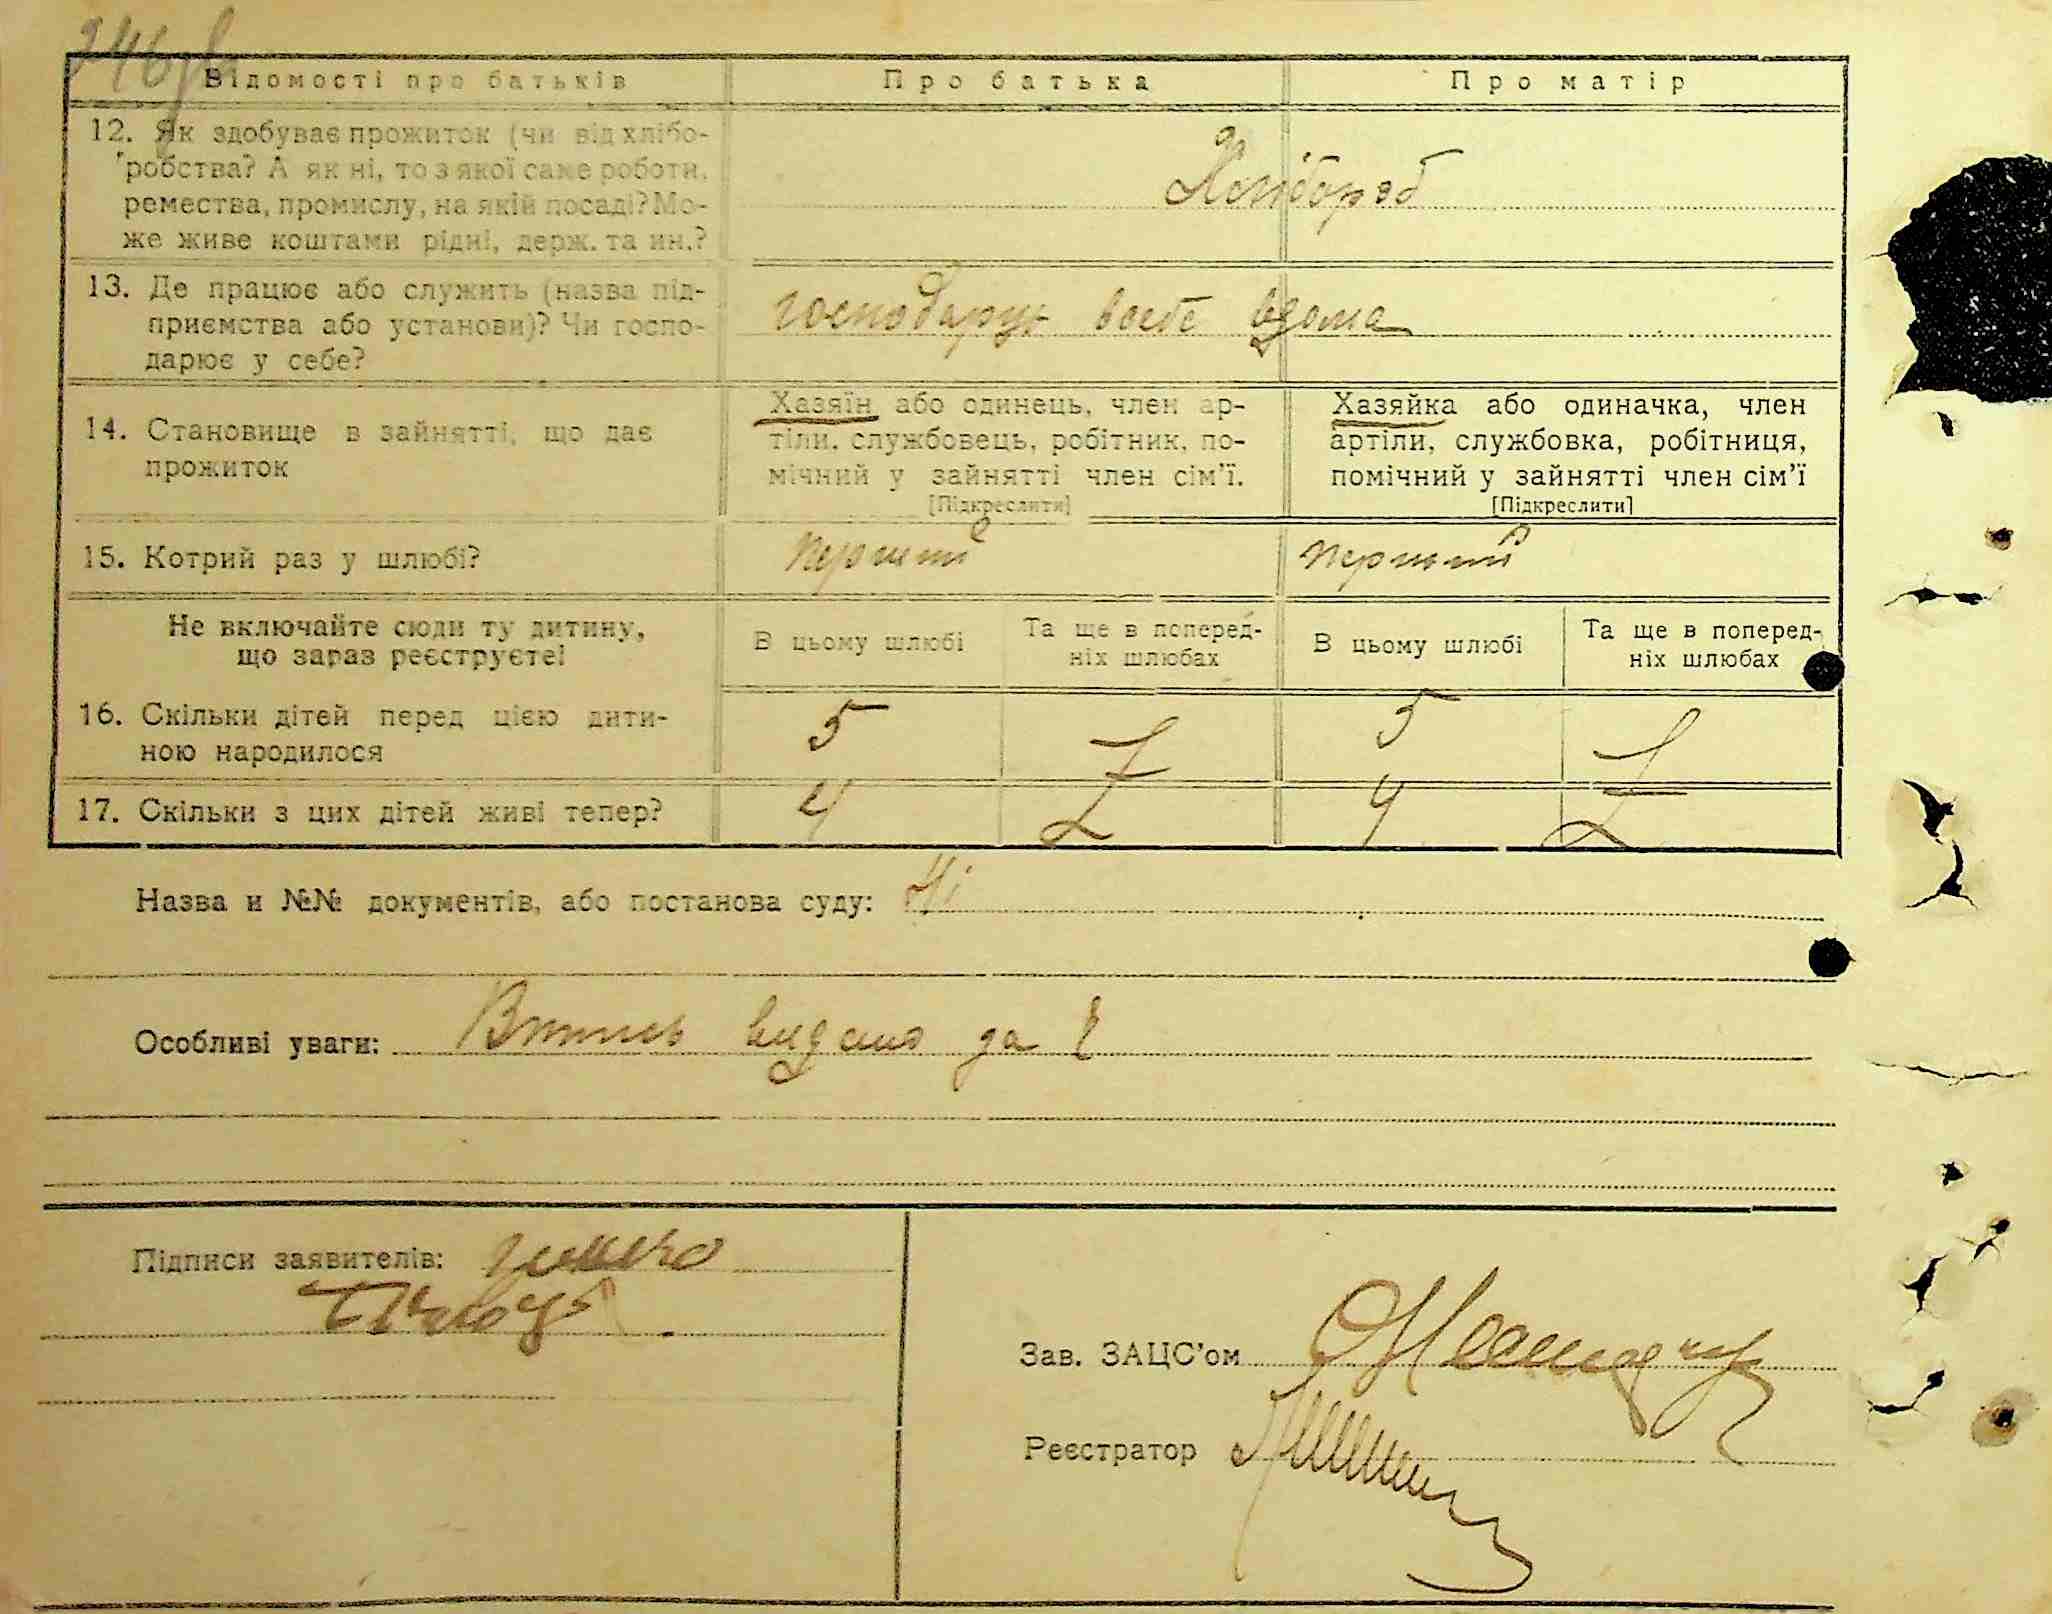 Відомості про батьків
Про батька
Про матір
12. Як здобуває прожиток (чи від хлібо-
робства? А як ні, то з якої саме роботи,
ремества, промислу, на якій посаді? Мо-
же живе коштами рідні, держ. та ин.?
Хлібороб
13. Де працює або служить (назва під-
приємства або установи)? Чи госпо-
дарює у себе?
господарує
14. Становище в зайнятті, що дає
прожиток
Хазяїн або одинець, член ар-
тіли, службовець, робітник, по-
мічний у зайнятті член сім'ї.
[Підкреслити]
Хазяйка або одиначка, член
артіли, службовка, робітниця,
помічний у зайнятті член сім'ї
[Підкреслити]
15. Котрий раз у шлюбі?
перший
перший
Не включайте сюди ту дитину,
що зараз реєструєте!
В цьому шлюбі
Та ще в поперед-
ніх шлюбах
В цьому шлюбі
Та ще в поперед-
ніх шлюбах
16. Скільки дітей перед цією дити-
ною народилося
5
5
17. Скільки з цих дітей живі тепер?
4
4
Назва и №№ документів, або постанова суду: Ні
Особливі уваги: видано
Підписи заявителів:
Зав. ЗАЦС'ом
Реєстратор